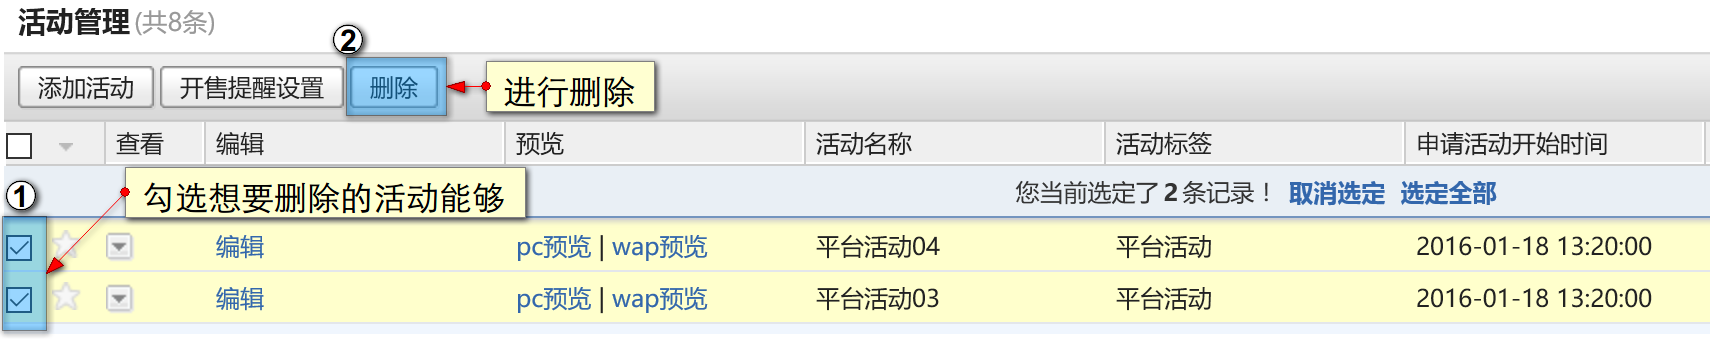 活动管理(共8条)
②
添加活动 开售提醒设置 删除 进行删除
查看 编辑 预览 活动名称 活动标签 申请活动开始时间
① 勾选想要删除的活动能够 您当前选定了2条记录！ 取消选定 选定全部
编辑 pc预览 | wap预览 平台活动04 平台活动 2016-01-18 13:20:00
编辑 pc预览 | wap预览 平台活动03 平台活动 2016-01-18 13:20:00